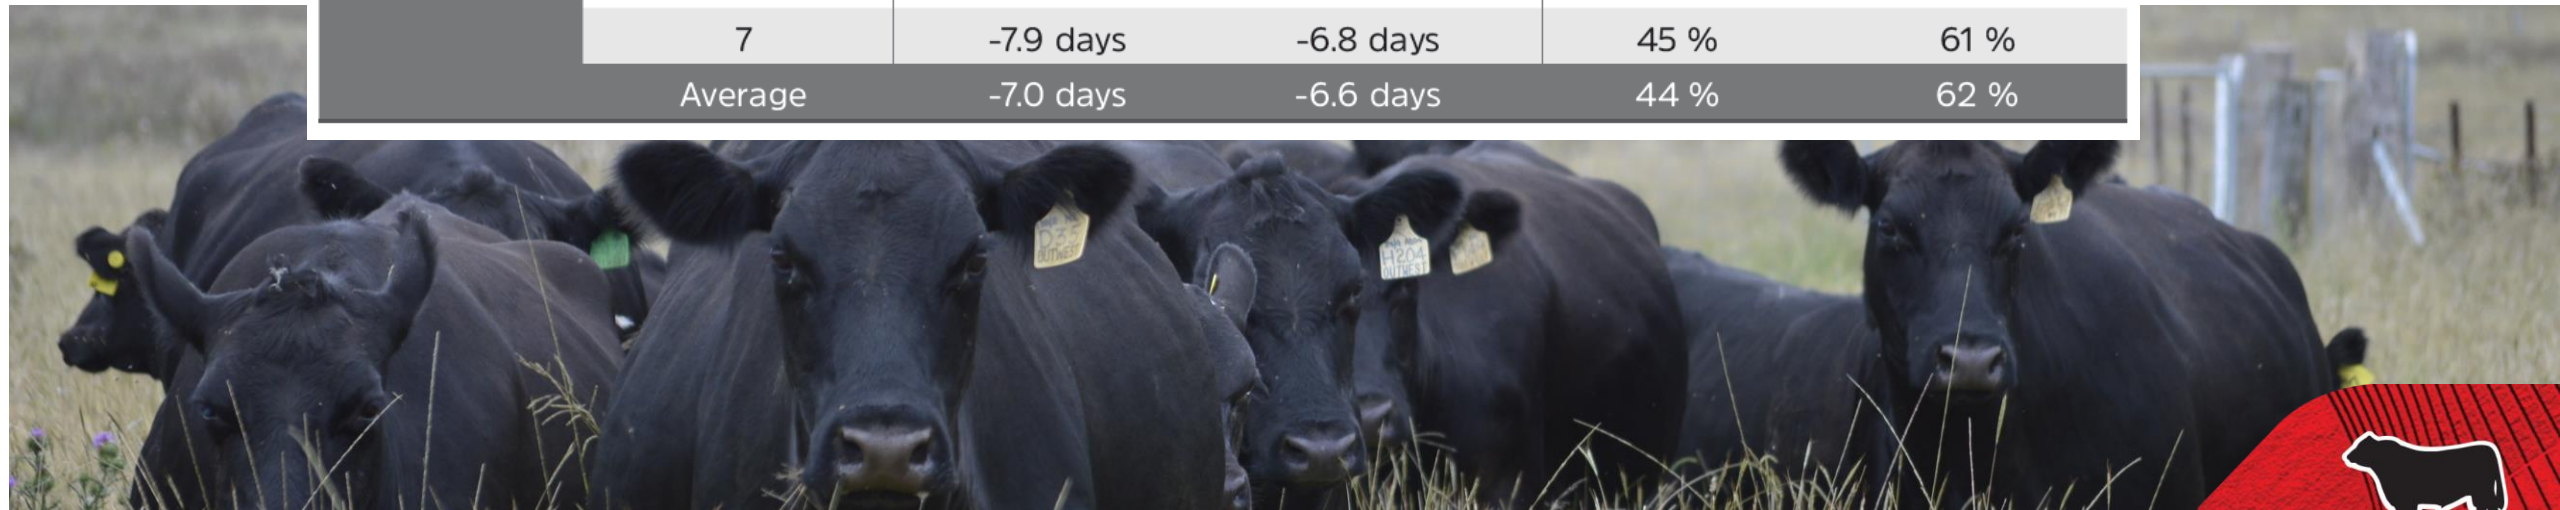 7 -7.9 days -6.8 days 45 % 61 %
Average -7.0 days -6.6 days 44 % 62 %
D35
OUTWEST
H204
OUTWEST